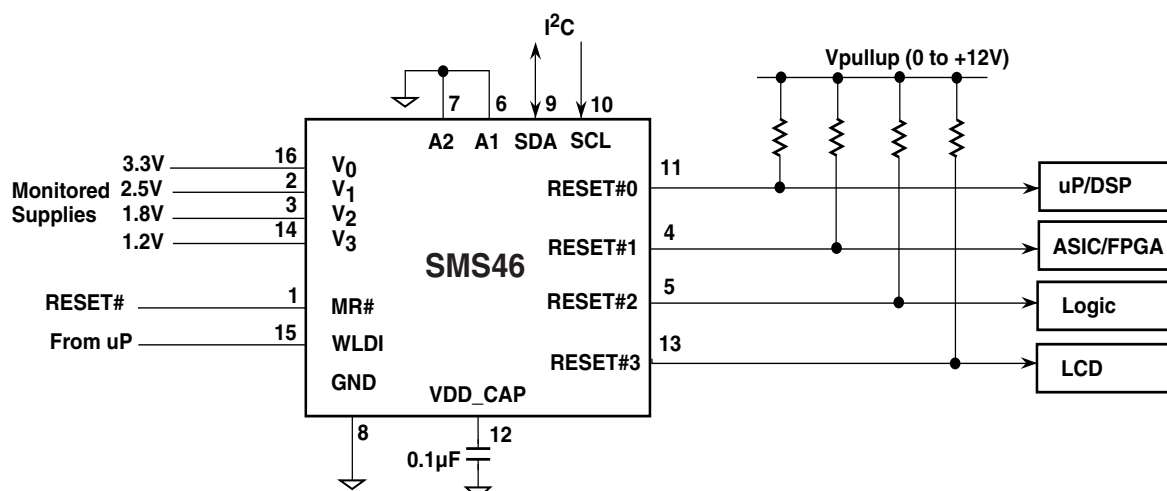 I²C
Vpullup (0 to +12V)
7 6 9 10
A2 A1 SDA SCL
Monitored Supplies
3.3V 16 V0
2.5V 2 V1
1.8V 3 V2
1.2V 14 V3
RESET# 1 MR#
From uP 15 WLDI
GND
8
SMS46
VDD_CAP
12
0.1µF
RESET#0 11 uP/DSP
RESET#1 4 ASIC/FPGA
RESET#2 5 Logic
RESET#3 13 LCD